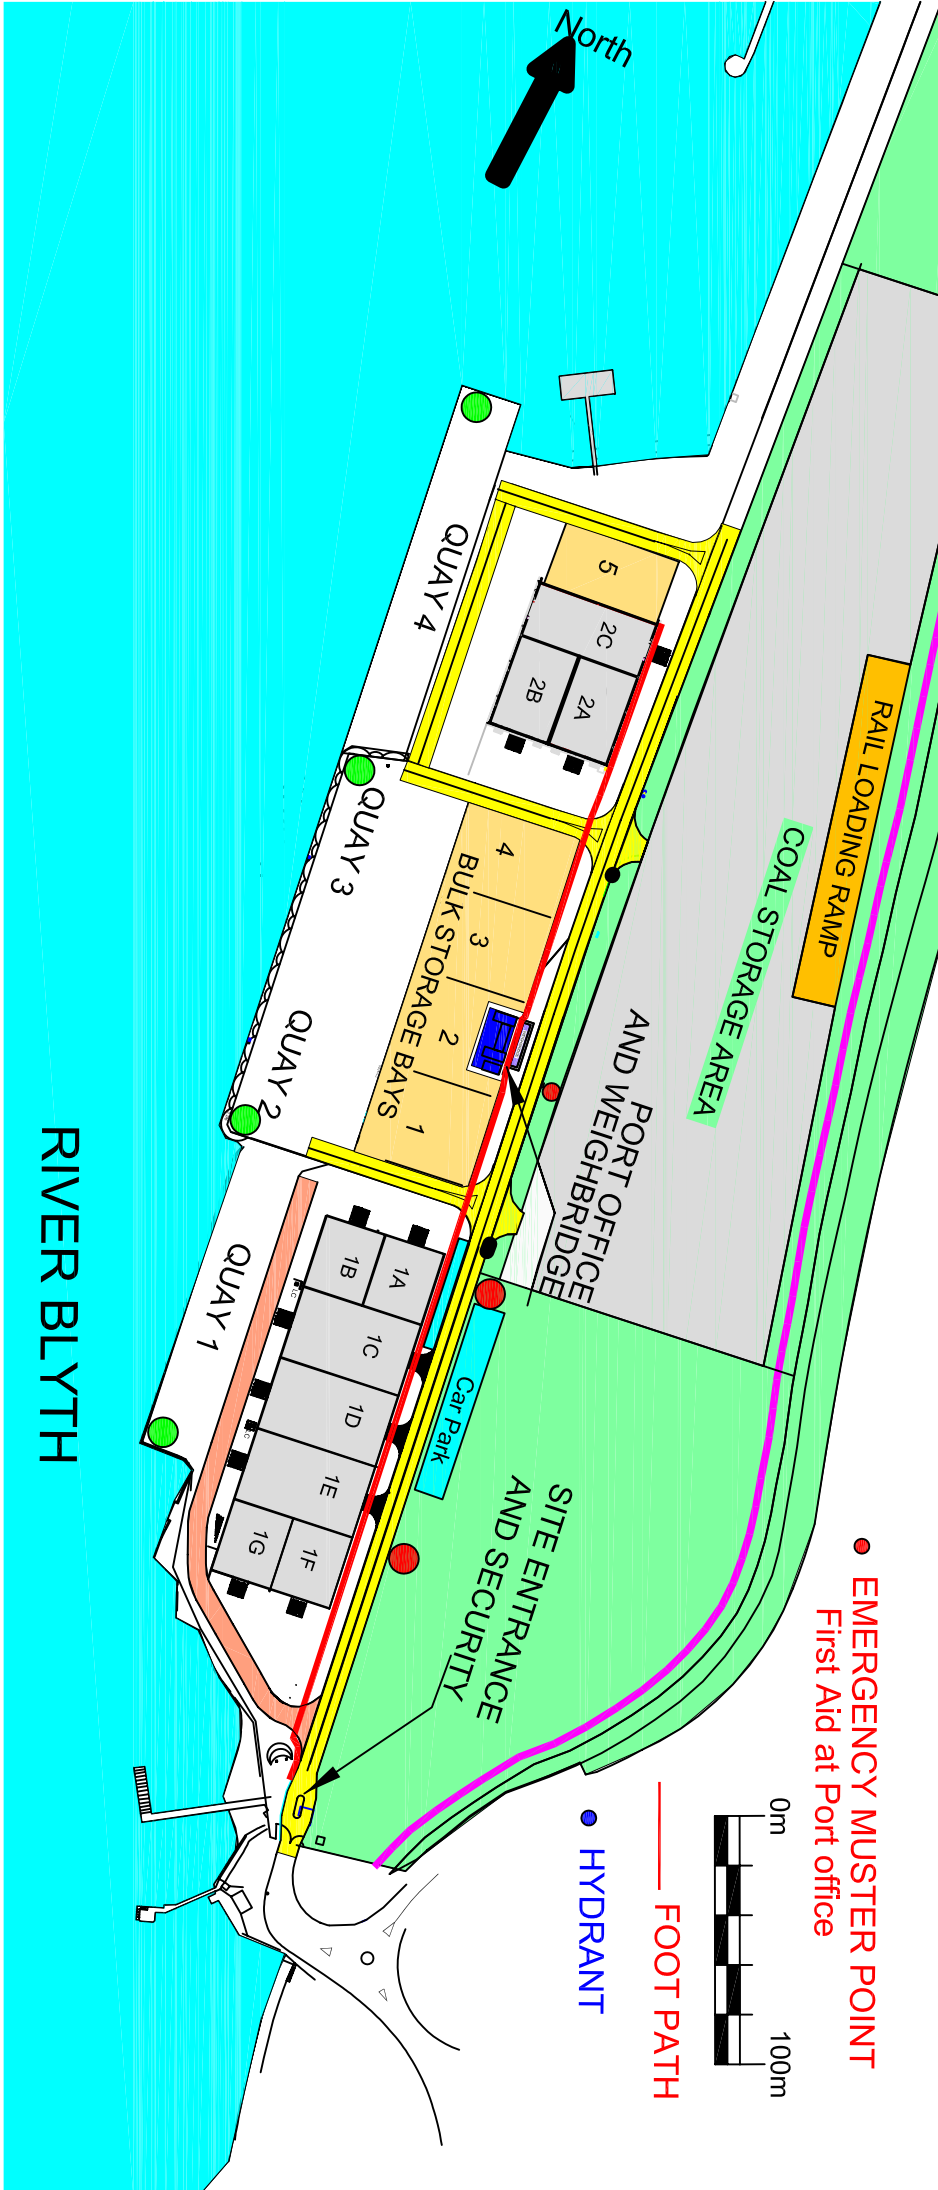 North
QUAY 4
5
2C
2B
2A
RAIL LOADING RAMP
COAL STORAGE AREA
QUAY 3
4
3
2
1
BULK STORAGE BAYS
QUAY 2
PORT OFFICE
AND WEIGHBRIDGE
RIVER BLYTH
QUAY 1
1A
1B
1C
1D
1E
1F
1G
Car Park
SITE ENTRANCE
AND SECURITY
EMERGENCY MUSTER POINT
First Aid at Port office
0m
100m
FOOT PATH
HYDRANT